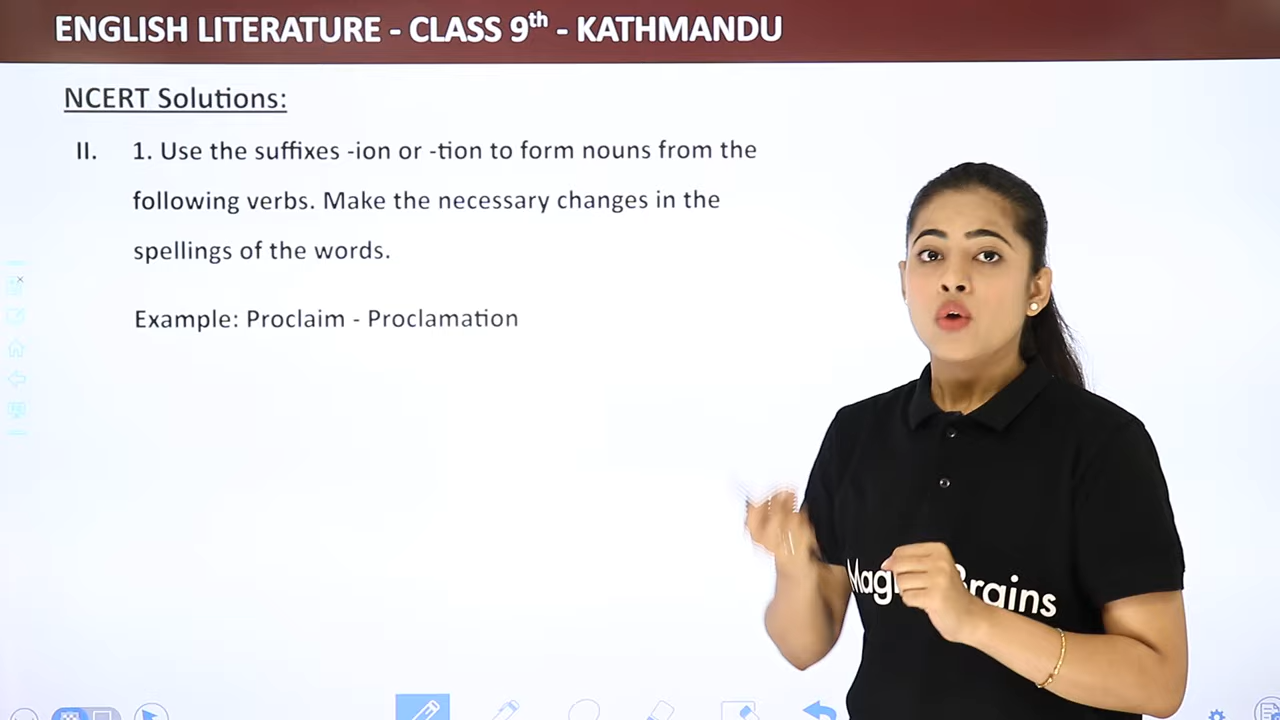 ENGLISH LITERATURE - CLASS 9th - KATHMANDU
NCERT Solutions:
II. 1. Use the suffixes -ion or -tion to form nouns from the
following verbs. Make the necessary changes in the
spellings of the words.
Example: Proclaim - Proclamation